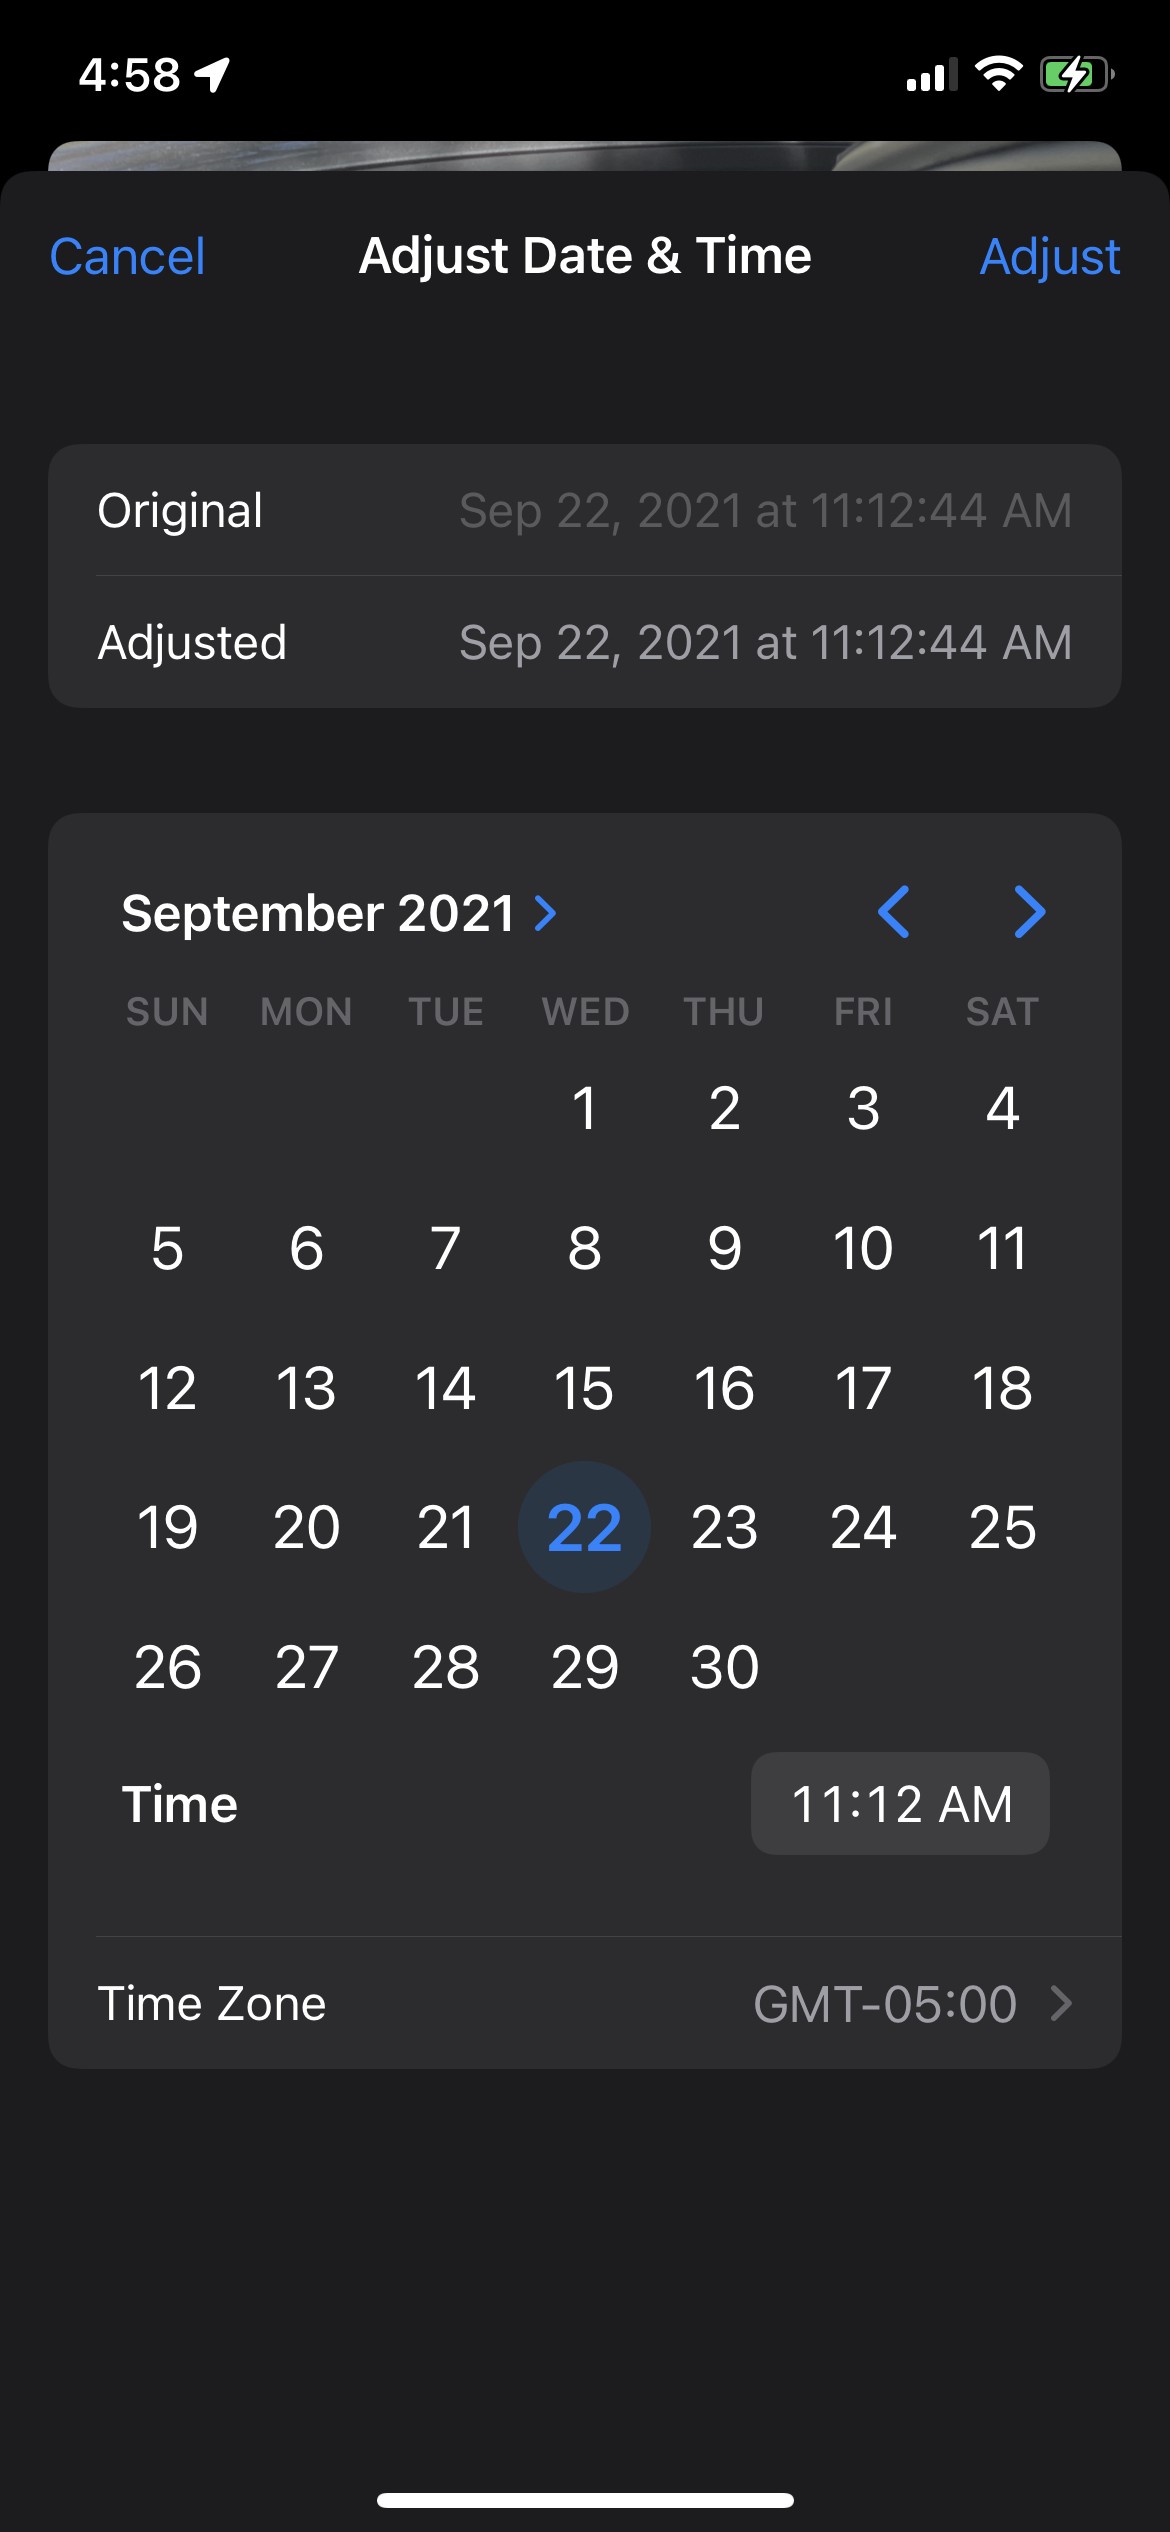 4:58
Cancel Adjust Date & Time Adjust
Original Sep 22, 2021 at 11:12:44 AM
Adjusted Sep 22, 2021 at 11:12:44 AM
September 2021
SUN MON TUE WED THU FRI SAT
1 2 3 4
5 6 7 8 9 10 11
12 13 14 15 16 17 18
19 20 21 22 23 24 25
26 27 28 29 30
Time 11:12 AM
Time Zone GMT-05:00